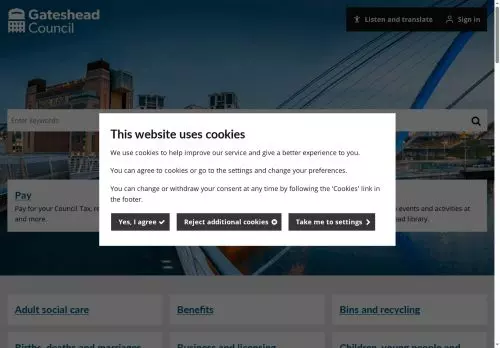 Gateshead
Council
Listen and translate
Sign in
Enter keywords
This website uses cookies
We use cookies to help improve our service and give a better experience to you.
You can agree to cookies or go to the settings and change your preferences.
You can change or withdraw your consent at any time by following the 'Cookies' link in
the footer.
Yes, I agree
Reject additional cookies
Take me to settings
Pay
Pay for your Council Tax, re
and more.
events and activities at
ead library.
Adult social care
Benefits
Bins and recycling
Births, deaths and marriages
Business and licensing
Children, young people and